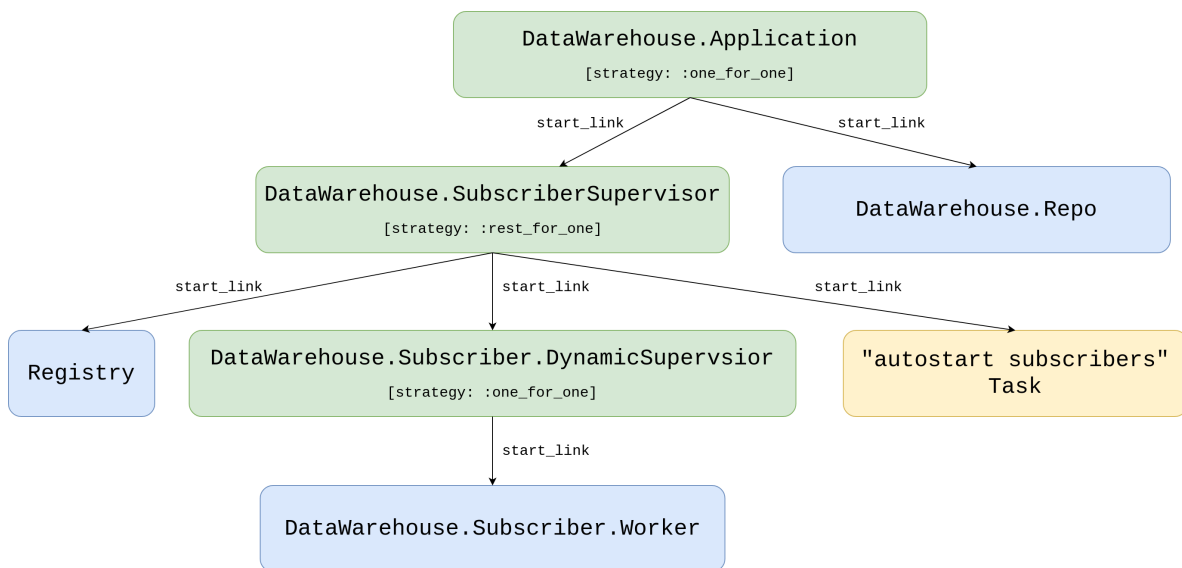 DataWarehouse.Application
[strategy: :one_for_one]
start_link
start_link
DataWarehouse.SubscriberSupervisor
[strategy: :rest_for_one]
DataWarehouse.Repo
start_link
start_link
start_link
Registry
DataWarehouse.Subscriber.DynamicSupervsior
[strategy: :one_for_one]
"autostart subscribers"
Task
start_link
DataWarehouse.Subscriber.Worker